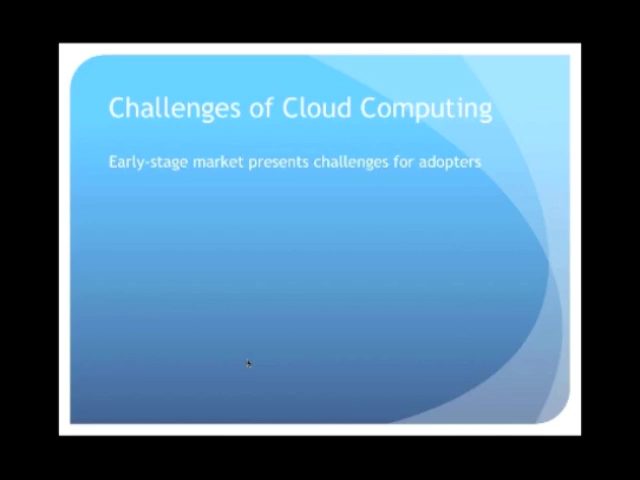 Challenges of Cloud Computing
Early-stage market presents challenges for adopters